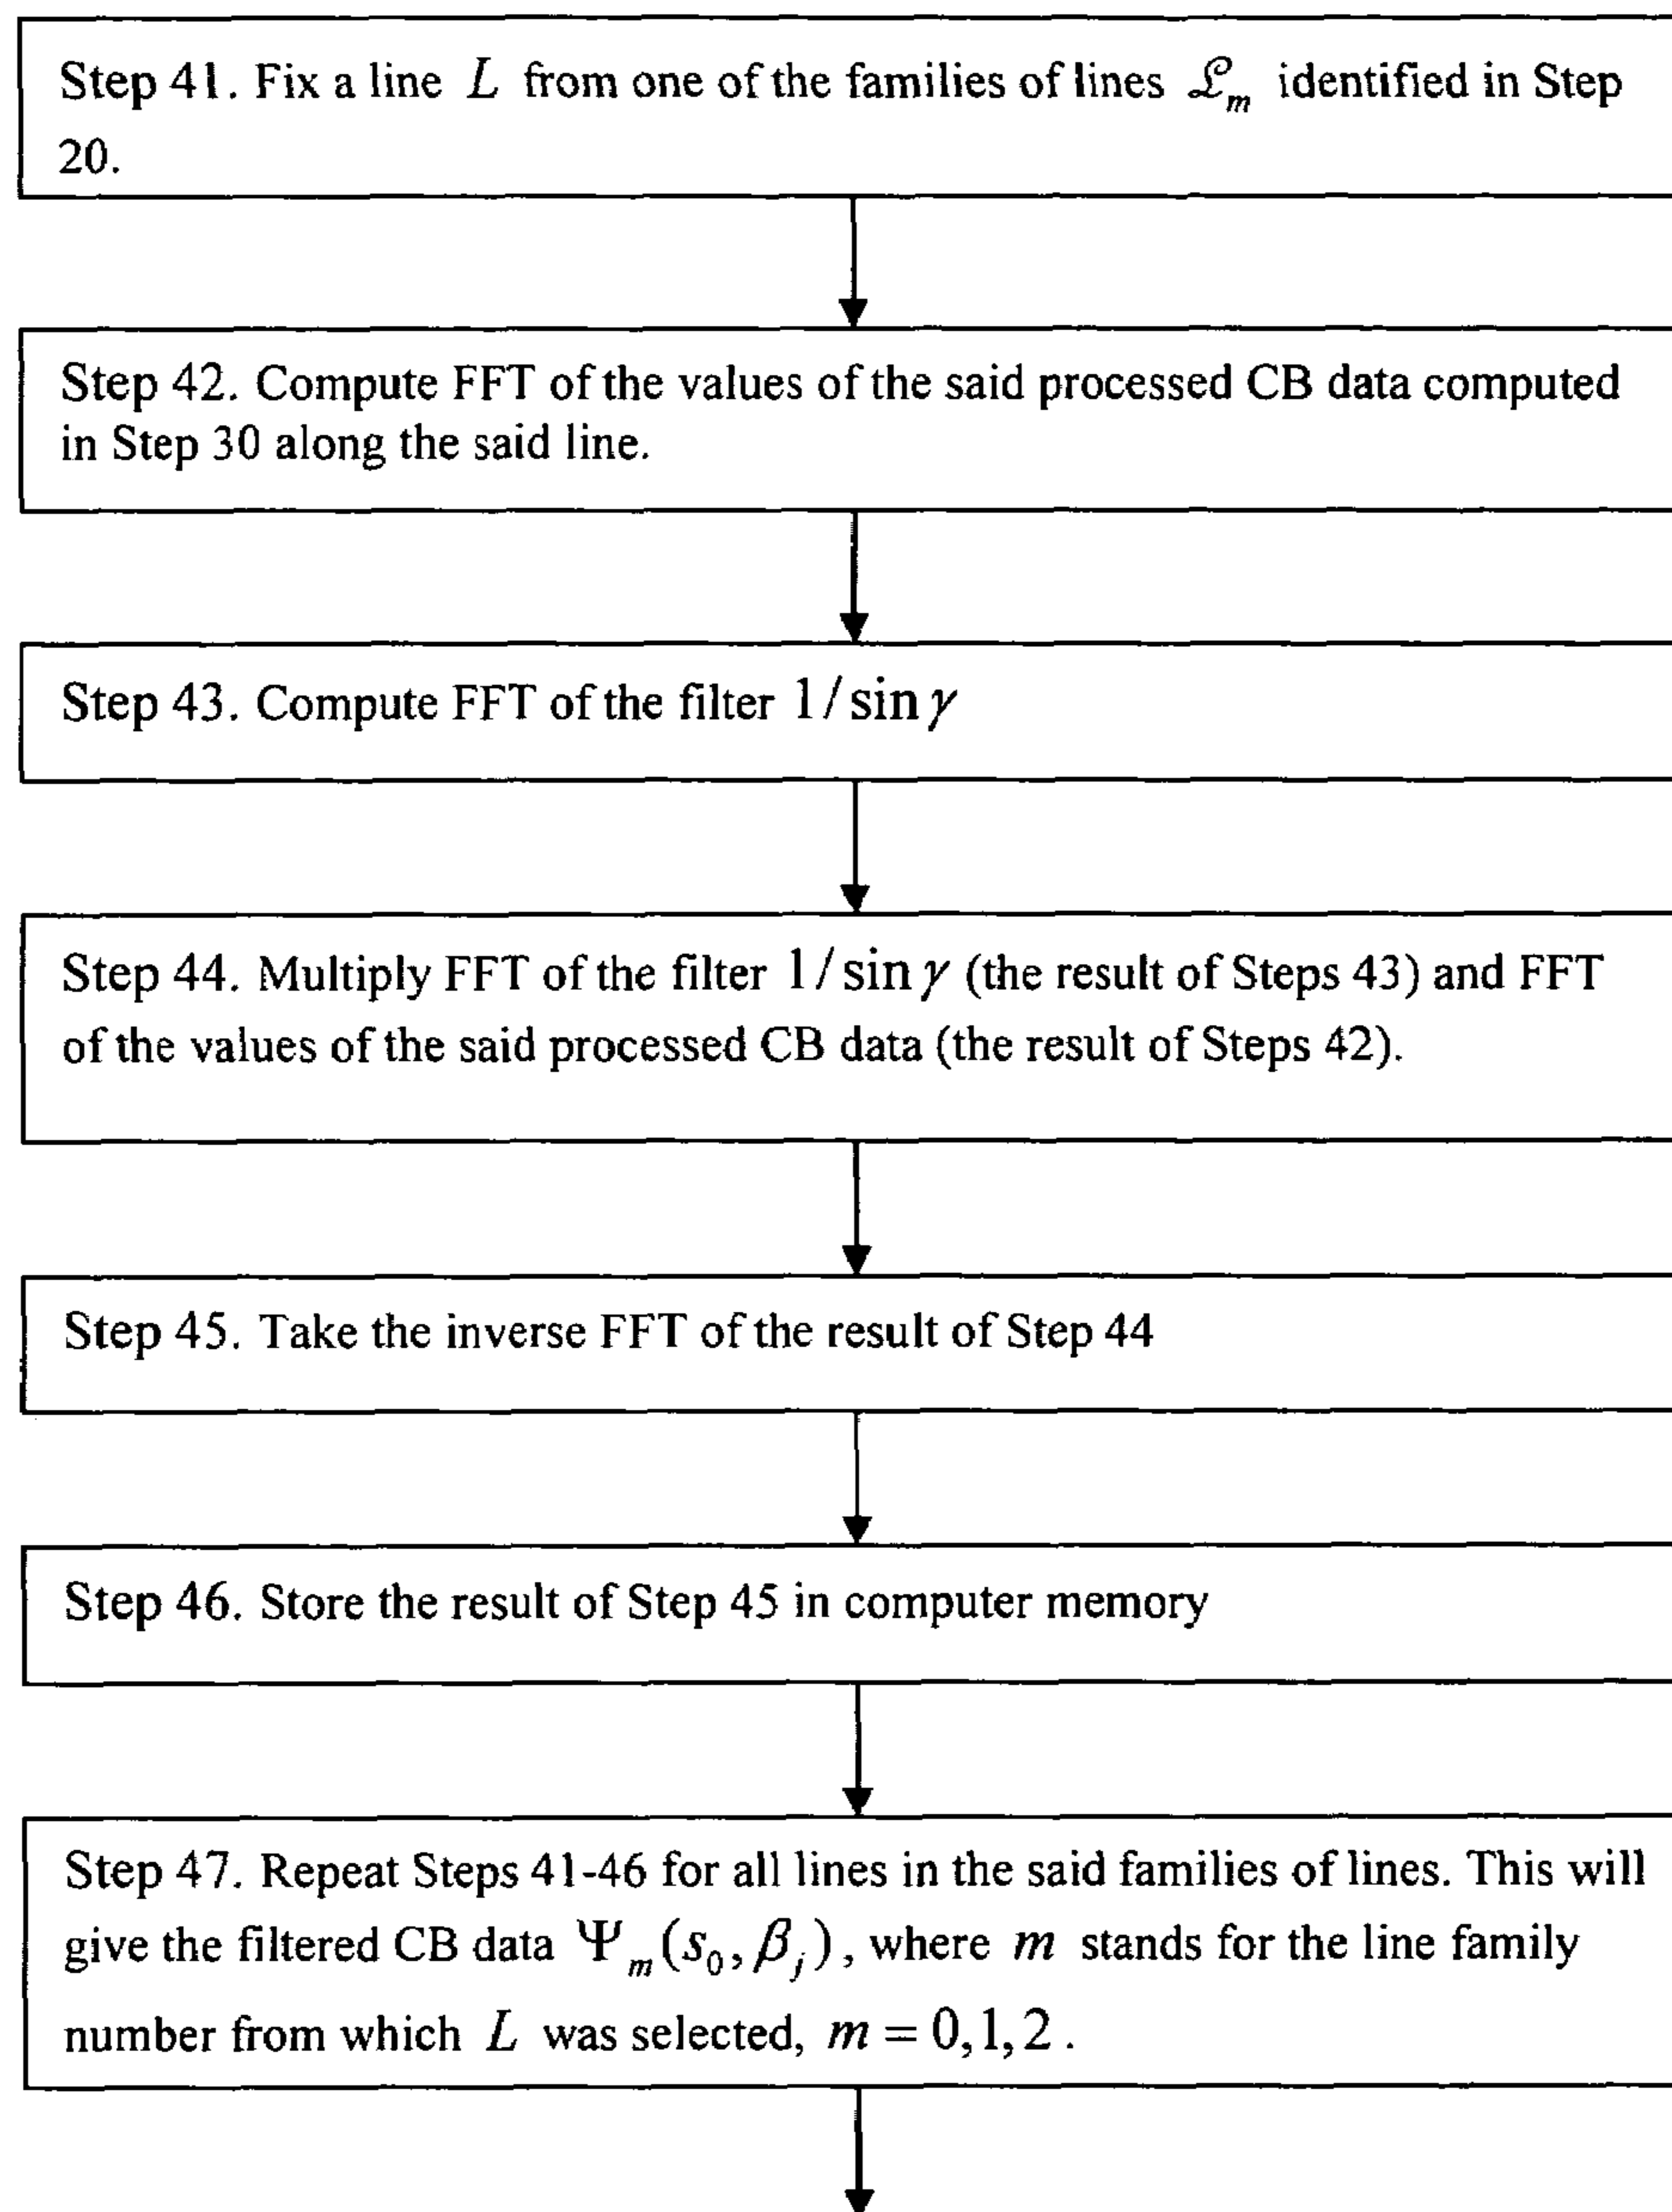 Step 41. Fix a line L from one of the families of lines ℒ_m identified in Step
20.
Step 42. Compute FFT of the values of the said processed CB data computed
in Step 30 along the said line.
Step 43. Compute FFT of the filter 1/sin γ
Step 44. Multiply FFT of the filter 1/sin γ (the result of Steps 43) and FFT
of the values of the said processed CB data (the result of Steps 42).
Step 45. Take the inverse FFT of the result of Step 44
Step 46. Store the result of Step 45 in computer memory
Step 47. Repeat Steps 41-46 for all lines in the said families of lines. This will
give the filtered CB data Ψ_m(s_0, β_j), where m stands for the line family
number from which L was selected, m = 0,1,2.